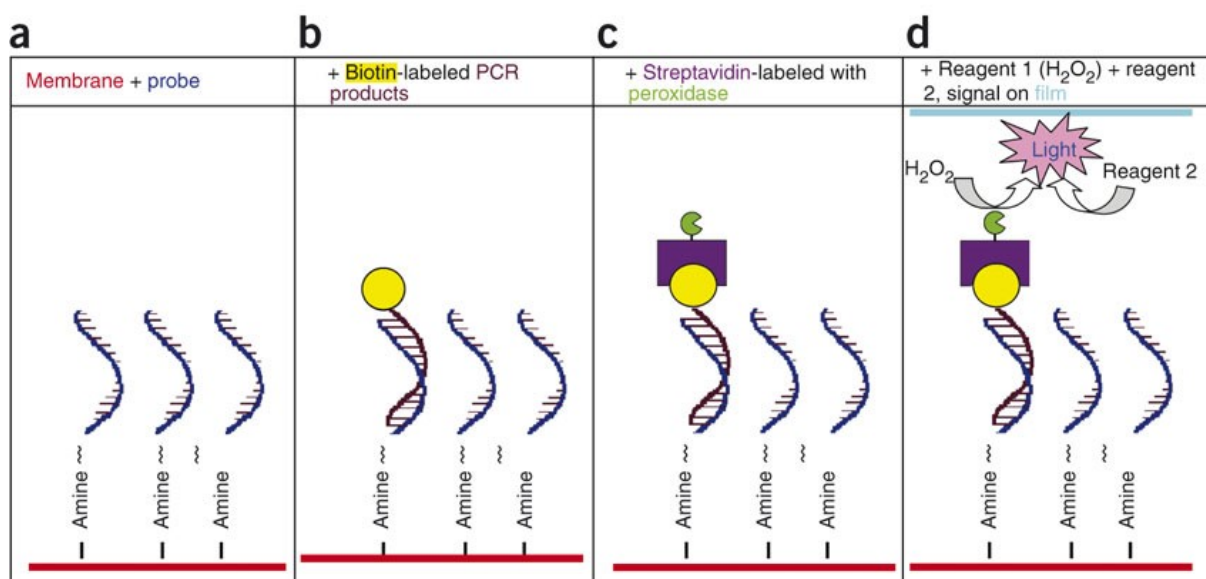 a
Membrane + probe
Amine
Amine
Amine
b
+ Biotin-labeled PCR
products
Amine
Amine
Amine
c
+ Streptavidin-labeled with
peroxidase
Amine
Amine
Amine
d
+ Reagent 1 (H₂O₂) + reagent
2, signal on film
Light
H₂O₂
Reagent 2
Amine
Amine
Amine